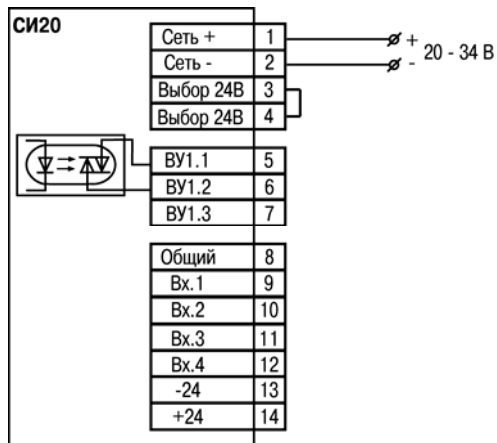 СИ20
Сеть + 1
Сеть - 2
Выбор 24В 3
Выбор 24В 4
+
-
20 - 34 В
ВУ1.1 5
ВУ1.2 6
ВУ1.3 7
Общий 8
Вх.1 9
Вх.2 10
Вх.3 11
Вх.4 12
-24 13
+24 14